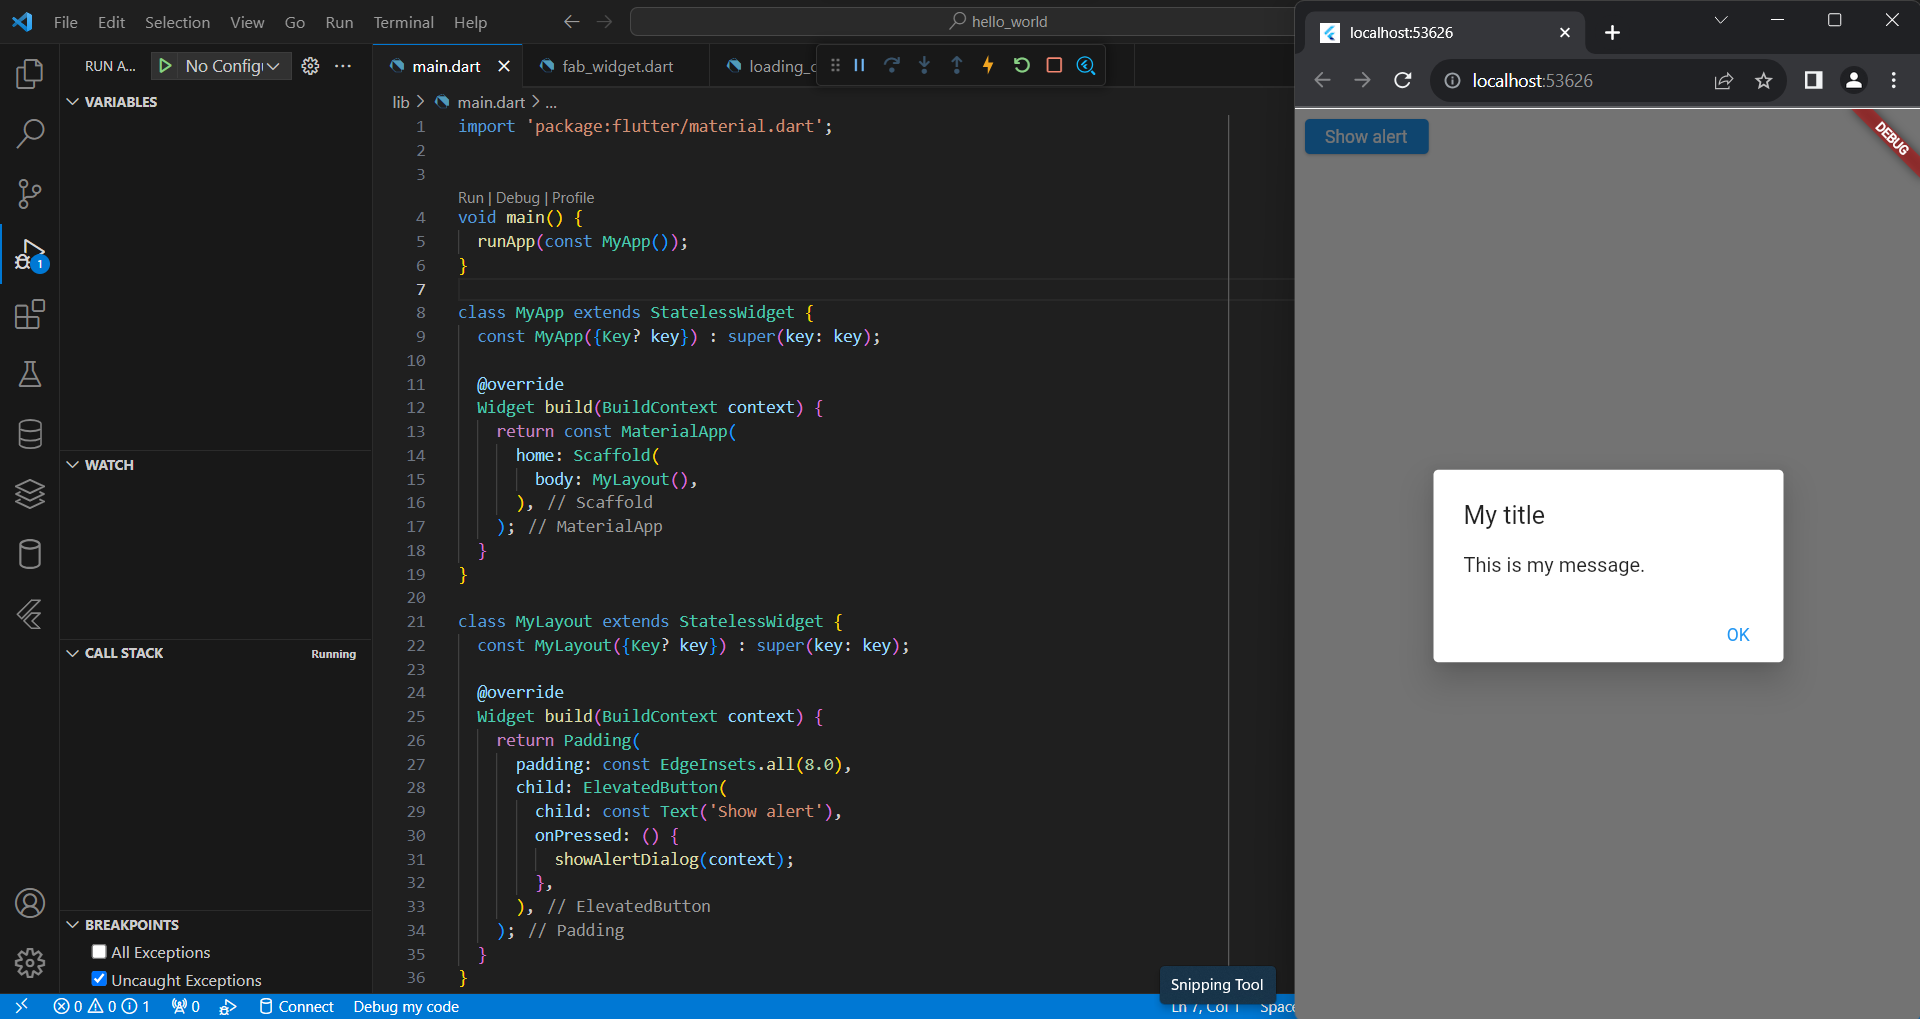 File Edit Selection View Go Run Terminal Help
hello_world
RUN A... No Config
main.dart
fab_widget.dart
loading_
VARIABLES
lib > main.dart > ...
1 import 'package:flutter/material.dart';
2
3
Run | Debug | Profile
4 void main() {
5 runApp(const MyApp());
6 }
7
8 class MyApp extends StatelessWidget {
9 const MyApp({Key? key}) : super(key: key);
10
11 @override
12 Widget build(BuildContext context) {
13 return const MaterialApp(
14 home: Scaffold(
15 body: MyLayout(),
16 ), // Scaffold
17 ); // MaterialApp
18 }
19 }
20
21 class MyLayout extends StatelessWidget {
22 const MyLayout({Key? key}) : super(key: key);
23
24 @override
25 Widget build(BuildContext context) {
26 return Padding(
27 padding: const EdgeInsets.all(8.0),
28 child: ElevatedButton(
29 child: const Text('Show alert'),
30 onPressed: () {
31 showAlertDialog(context);
32 },
33 ), // ElevatedButton
34 ); // Padding
35 }
36 }
WATCH
CALL STACK Running
BREAKPOINTS
All Exceptions
Uncaught Exceptions
1
0 0 1 0 Connect Debug my code
Ln 7, Col 1 Space
Snipping Tool
localhost:53626
localhost:53626
Show alert
DEBUG
My title
This is my message.
OK